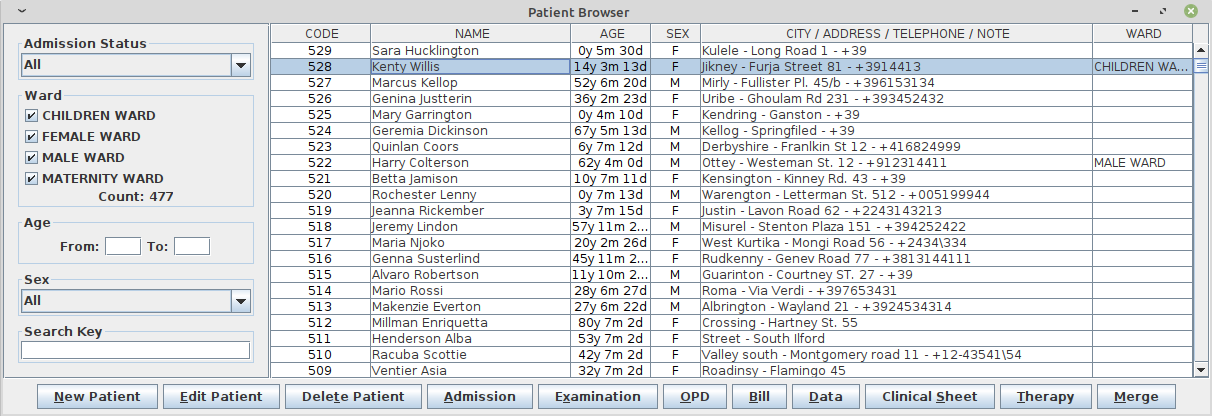 Patient Browser
Admission Status
All
Ward
CHILDREN WARD
FEMALE WARD
MALE WARD
MATERNITY WARD
Count: 477
Age
From: To:
Sex
All
Search Key
CODE NAME AGE SEX CITY / ADDRESS / TELEPHONE / NOTE WARD
529 Sara Hucklington 0y 5m 30d F Kulele - Long Road 1 - +39
528 Kenty Willis 14y 3m 13d F Jikney - Furja Street 81 - +3914413 CHILDREN WA...
527 Marcus Kellop 52y 6m 20d M Mirly - Fullister Pl. 45/b - +396153134
526 Genina Justterin 36y 2m 23d F Uribe - Ghoulam Rd 231 - +393452432
525 Mary Garrington 0y 4m 10d F Kendring - Ganston - +39
524 Geremia Dickinson 67y 5m 13d M Kellog - Springfiled - +39
523 Quinlan Coors 6y 7m 12d M Derbyshire - Franlkin St 12 - +416824999
522 Harry Colterson 62y 4m 0d M Ottey - Westeman St. 12 - +912314411 MALE WARD
521 Betta Jamison 10y 7m 11d F Kensington - Kinney Rd. 43 - +39
520 Rochester Lenny 0y 7m 13d M Warengton - Letterman St. 512 - +005199944
519 Jeanna Rickember 3y 7m 15d F Justin - Lavon Road 62 - +2243143213
518 Jeremy Lindon 57y 11m 2... M Misurel - Stenton Plaza 151 - +394252422
517 Maria Njoko 20y 2m 26d F West Kurtika - Mongi Road 56 - +2434\334
516 Genna Susterlind 45y 11m 2... F Rudkenny - Genev Road 77 - +3813144111
515 Alvaro Robertson 11y 10m 2... M Guarinton - Courtney ST. 27 - +39
514 Mario Rossi 28y 6m 27d M Roma - Via Verdi - +397653431
513 Makenzie Everton 27y 6m 22d M Albrington - Wayland 21 - +3924534314
512 Millman Enriquetta 80y 7m 2d F Crossing - Hartney St. 55
511 Henderson Alba 53y 7m 2d F Street - South Ilford
510 Racuba Scottie 42y 7m 2d F Valley south - Montgomery road 11 - +12-43541\54
509 Ventier Asia 32y 7m 2d F Roadinsy - Flamingo 45
New Patient Edit Patient Delete Patient Admission Examination OPD Bill Data Clinical Sheet Therapy Merge